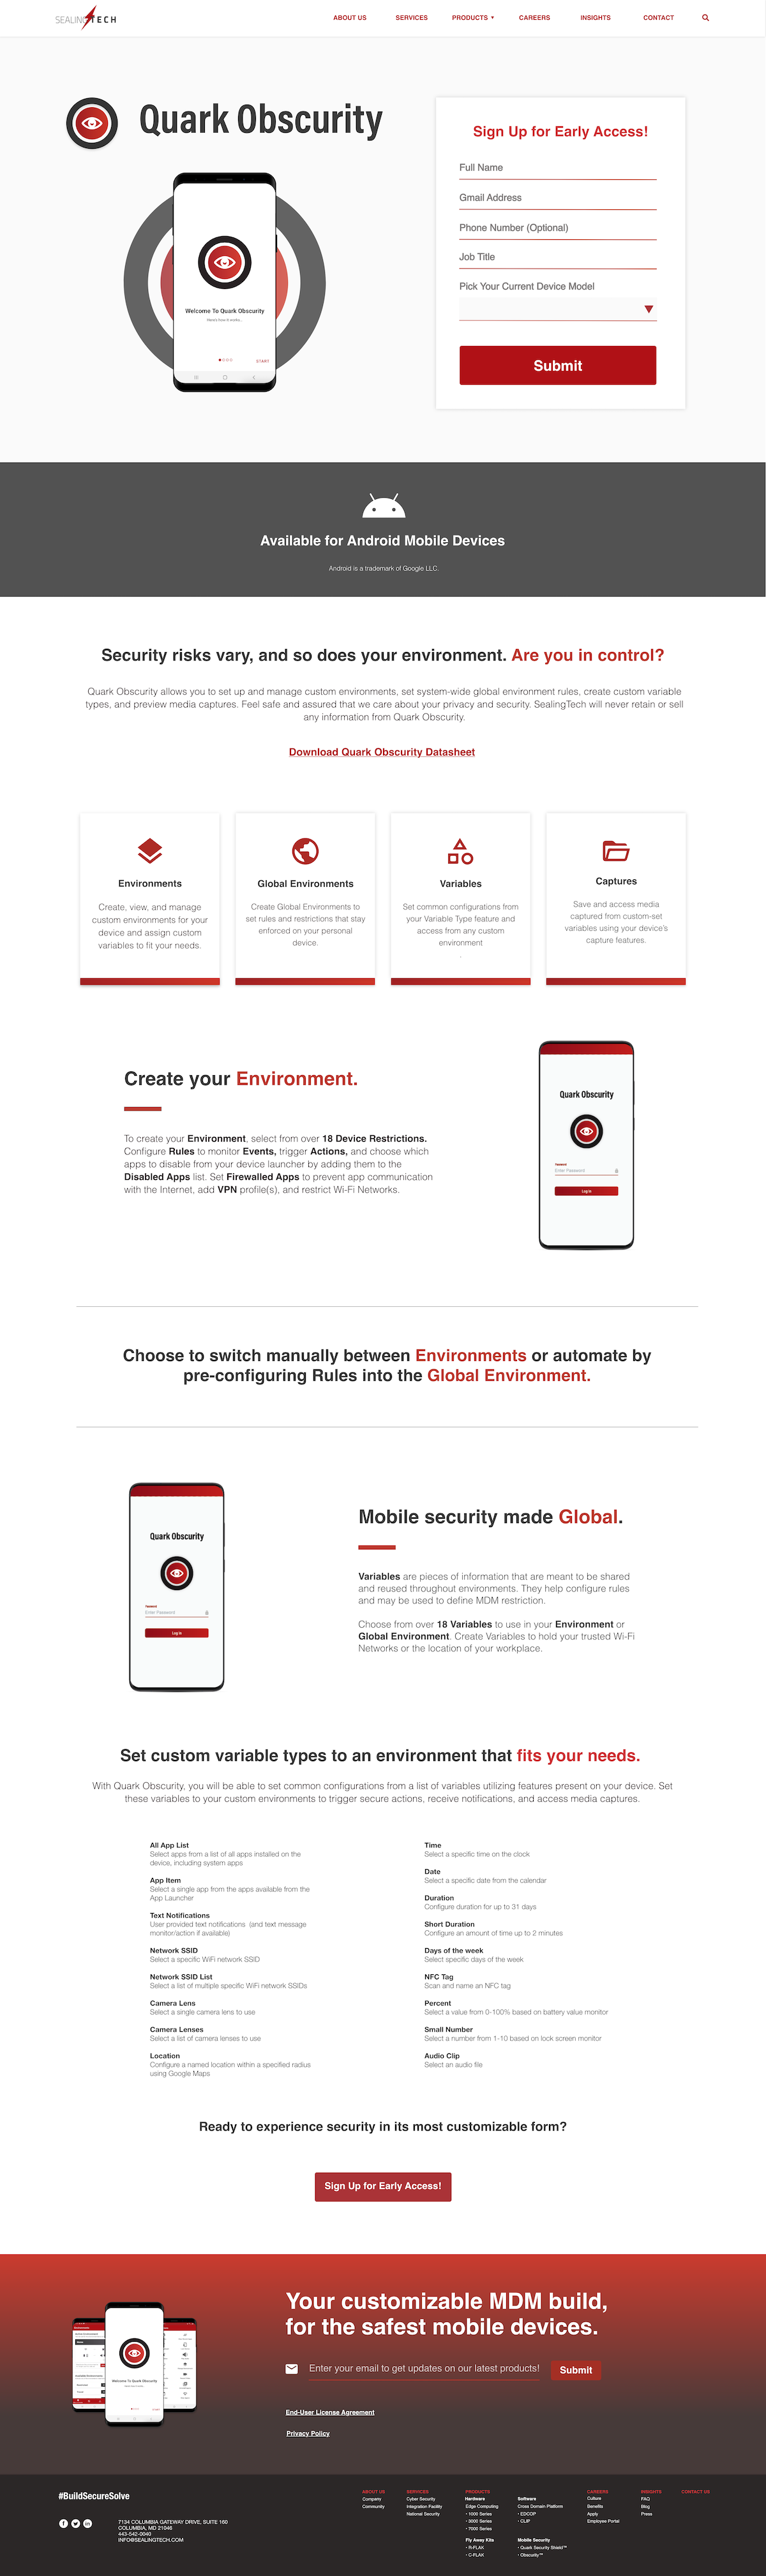 SEALINGTECH
ABOUT US SERVICES PRODUCTS ▾ CAREERS INSIGHTS CONTACT
Quark Obscurity
Welcome To Quark Obscurity
Here's how it works...
START
Sign Up for Early Access!
Full Name
Gmail Address
Phone Number (Optional)
Job Title
Pick Your Current Device Model
Submit
Available for Android Mobile Devices
Android is a trademark of Google LLC.
Security risks vary, and so does your environment. Are you in control?
Quark Obscurity allows you to set up and manage custom environments, set system-wide global environment rules, create custom variable
types, and preview media captures. Feel safe and assured that we care about your privacy and security. SealingTech will never retain or sell
any information from Quark Obscurity.
Download Quark Obscurity Datasheet
Environments
Create, view, and manage
custom environments for your
device and assign custom
variables to fit your needs.
Global Environments
Create Global Environments to
set rules and restrictions that stay
enforced on your personal
device.
Variables
Set common configurations from
your Variable Type feature and
access from any custom
environment
.
Captures
Save and access media
captured from custom-set
variables using your device's
capture features.
Create your Environment.
To create your Environment, select from over 18 Device Restrictions.
Configure Rules to monitor Events, trigger Actions, and choose which
apps to disable from your device launcher by adding them to the
Disabled Apps list. Set Firewalled Apps to prevent app communication
with the Internet, add VPN profile(s), and restrict Wi-Fi Networks.
Quark Obscurity
Password
Enter Password
Log In
Choose to switch manually between Environments or automate by
pre-configuring Rules into the Global Environment.
Quark Obscurity
Password
Enter Password
Log In
Mobile security made Global.
Variables are pieces of information that are meant to be shared
and reused throughout environments. They help configure rules
and may be used to define MDM restriction.
Choose from over 18 Variables to use in your Environment or
Global Environment. Create Variables to hold your trusted Wi-Fi
Networks or the location of your workplace.
Set custom variable types to an environment that fits your needs.
With Quark Obscurity, you will be able to set common configurations from a list of variables utilizing features present on your device. Set
these variables to your custom environments to trigger secure actions, receive notifications, and access media captures.
All App List
Select apps from a list of all apps installed on the
device, including system apps
App Item
Select a single app from the apps available from the
App Launcher
Text Notifications
User provided text notifications (and text message
monitor/action if available)
Network SSID
Select a specific WiFi network SSID
Network SSID List
Select a list of multiple specific WiFi network SSIDs
Camera Lens
Select a single camera lens to use
Camera Lenses
Select a list of camera lenses to use
Location
Configure a named location within a specified radius
using Google Maps
Time
Select a specific time on the clock
Date
Select a specific date from the calendar
Duration
Configure duration for up to 31 days
Short Duration
Configure an amount of time up to 2 minutes
Days of the week
Select specific days of the week
NFC Tag
Scan and name an NFC tag
Percent
Select a value from 0-100% based on battery value monitor
Small Number
Select a number from 1-10 based on lock screen monitor
Audio Clip
Select an audio file
Ready to experience security in its most customizable form?
Sign Up for Early Access!
Welcome To Quark Obscurity
Your customizable MDM build,
for the safest mobile devices.
Enter your email to get updates on our latest products!
Submit
End-User License Agreement
Privacy Policy
#BuildSecureSolve
7134 COLUMBIA GATEWAY DRIVE, SUITE 160
COLUMBIA, MD 21046
443-542-0040
INFO@SEALINGTECH.COM
ABOUT US
Company
Community
SERVICES
Cyber Security
Integration Facility
National Security
PRODUCTS
Hardware
Edge Computing
- 1000 Series
- 3000 Series
- 7000 Series
Fly Away Kits
- R-FLAK
- C-FLAK
Software
Cross Domain Platform
- EDCOP
- CLIP
Mobile Security
- Quark Security Shield™
- Obscurity™
CAREERS
Culture
Benefits
Apply
Employee Portal
INSIGHTS
FAQ
Blog
Press
CONTACT US